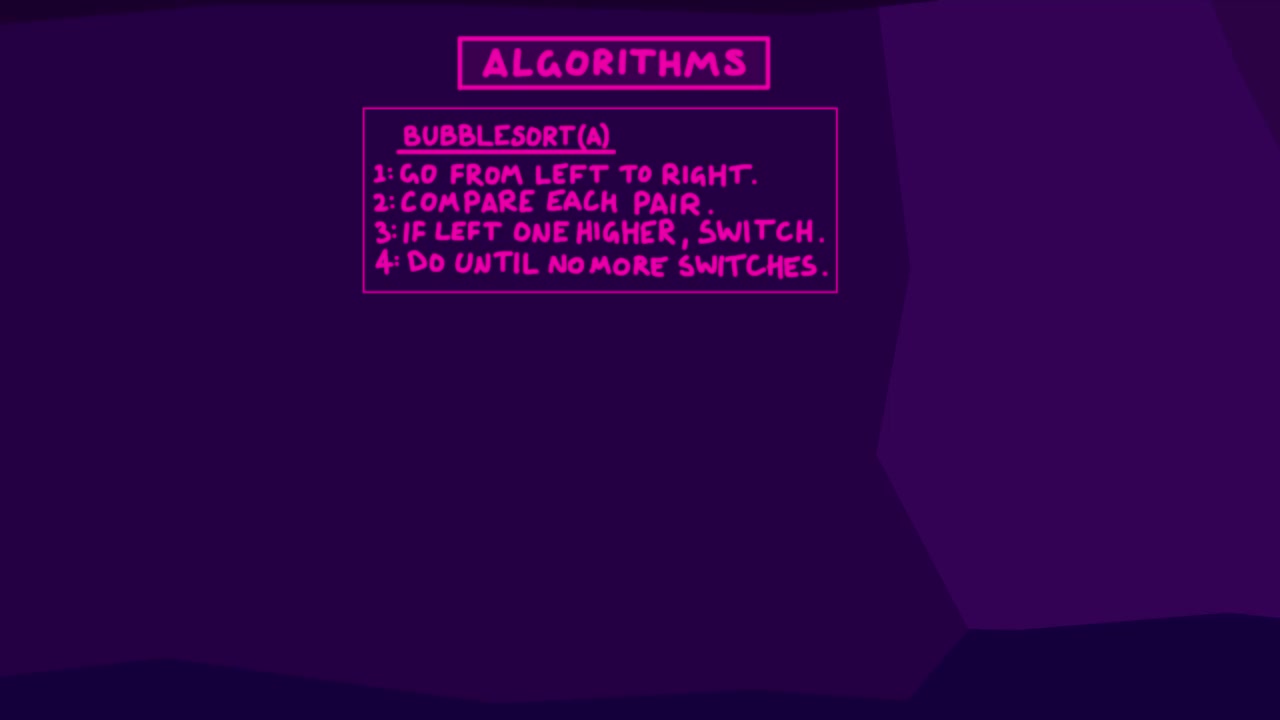 ALGORITHMS
BUBBLESORT(A)
1: GO FROM LEFT TO RIGHT.
2: COMPARE EACH PAIR.
3: IF LEFT ONE HIGHER, SWITCH.
4: DO UNTIL NO MORE SWITCHES.